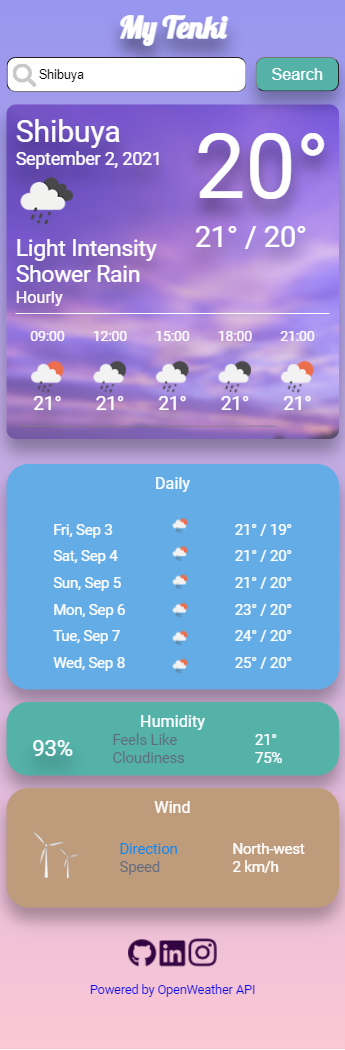 My Tenki
Shibuya
Search
Shibuya
September 2, 2021
20°
21° / 20°
Light Intensity
Shower Rain
Hourly
09:00 12:00 15:00 18:00 21:00
21° 21° 21° 21° 21°
Daily
Fri, Sep 3 21° / 19°
Sat, Sep 4 21° / 20°
Sun, Sep 5 21° / 20°
Mon, Sep 6 23° / 20°
Tue, Sep 7 24° / 20°
Wed, Sep 8 25° / 20°
Humidity
93%
Feels Like 21°
Cloudiness 75%
Wind
Direction North-west
Speed 2 km/h
Powered by OpenWeather API